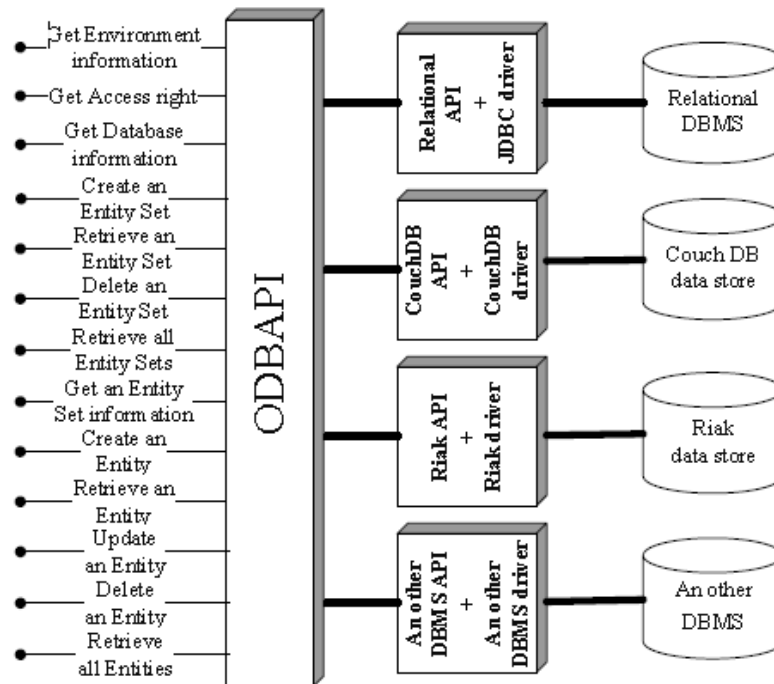 Get Environment
information
Get Access right
Get Database
information
Create an
Entity Set
Retrieve an
Entity Set
Delete an
Entity Set
Retrieve all
Entity Sets
Get an Entity
Set information
Create an
Entity
Retrieve an
Entity
Update
an Entity
Delete
an Entity
Retrieve
all Entities
ODBAPI
Relational
API
+
JDBC driver
Relational
DBMS
CouchDB
API
+
CouchDB
driver
Couch DB
data store
Riak API
+
Riak driver
Riak
data store
An other
DBMS API
+
An other
DBMS driver
An other
DBMS